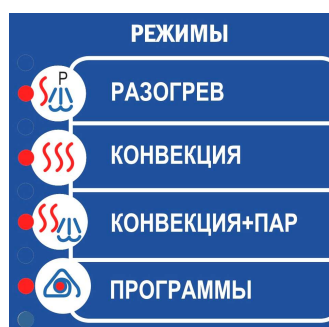 РЕЖИМЫ
Р
РАЗОГРЕВ
КОНВЕКЦИЯ
КОНВЕКЦИЯ+ПАР
ПРОГРАММЫ